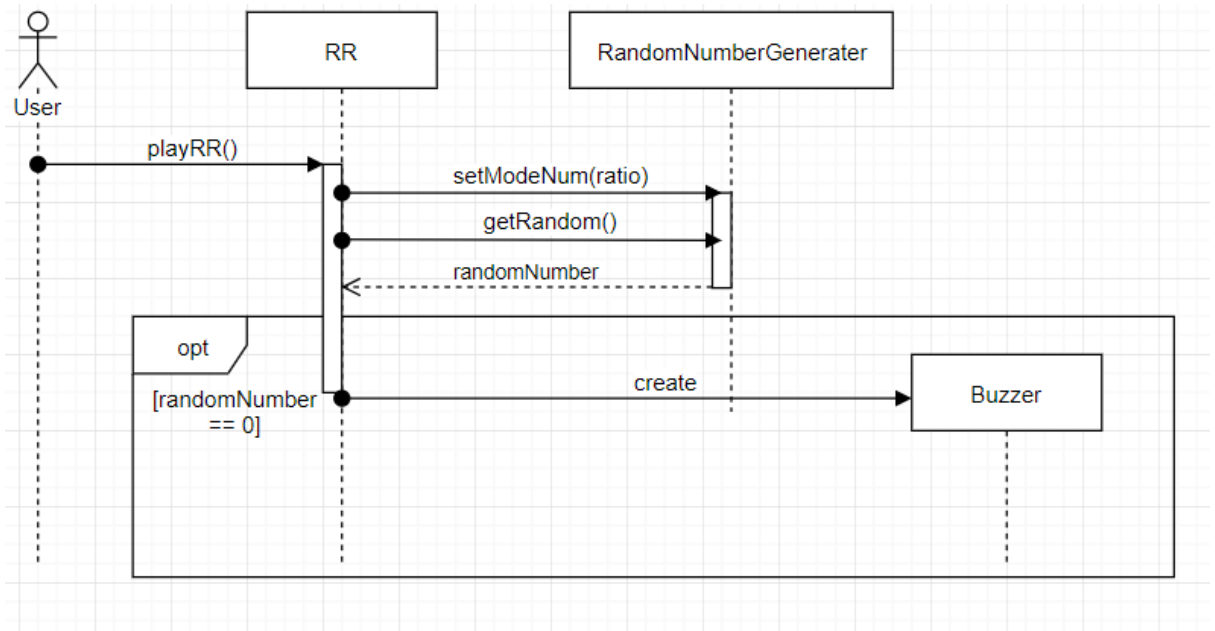 RR
RandomNumberGenerater
User
playRR()
setModeNum(ratio)
getRandom()
randomNumber
opt
[randomNumber
== 0]
create
Buzzer